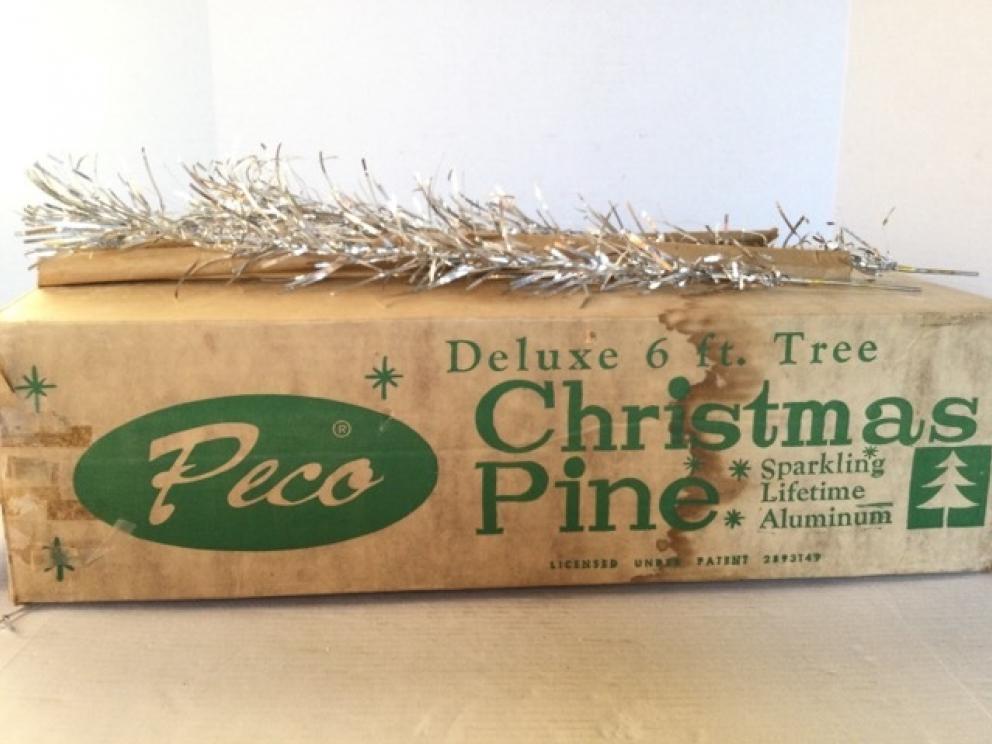 Peco ®
Deluxe 6 ft. Tree
Christmas
Pine
Sparkling
Lifetime
Aluminum
LICENSED UNDER PATENT 2893149